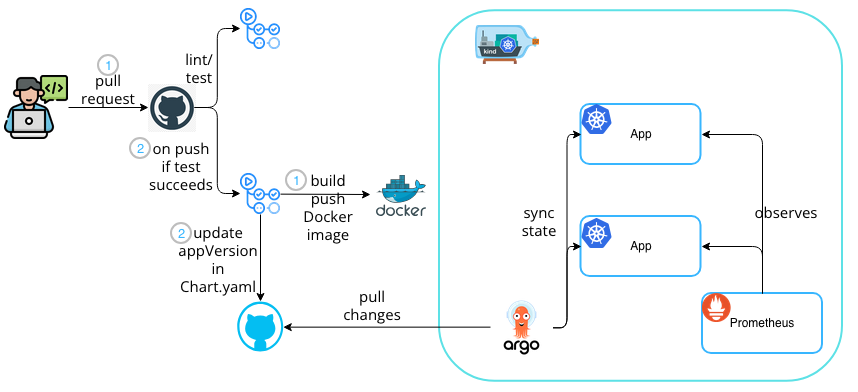 1
pull
request
lint/
test
2 on push
if test
succeeds
1 build
push
Docker
image
docker
2 update
appVersion
in
Chart.yaml
pull
changes
kind
App
sync
state
App
observes
Prometheus
argo